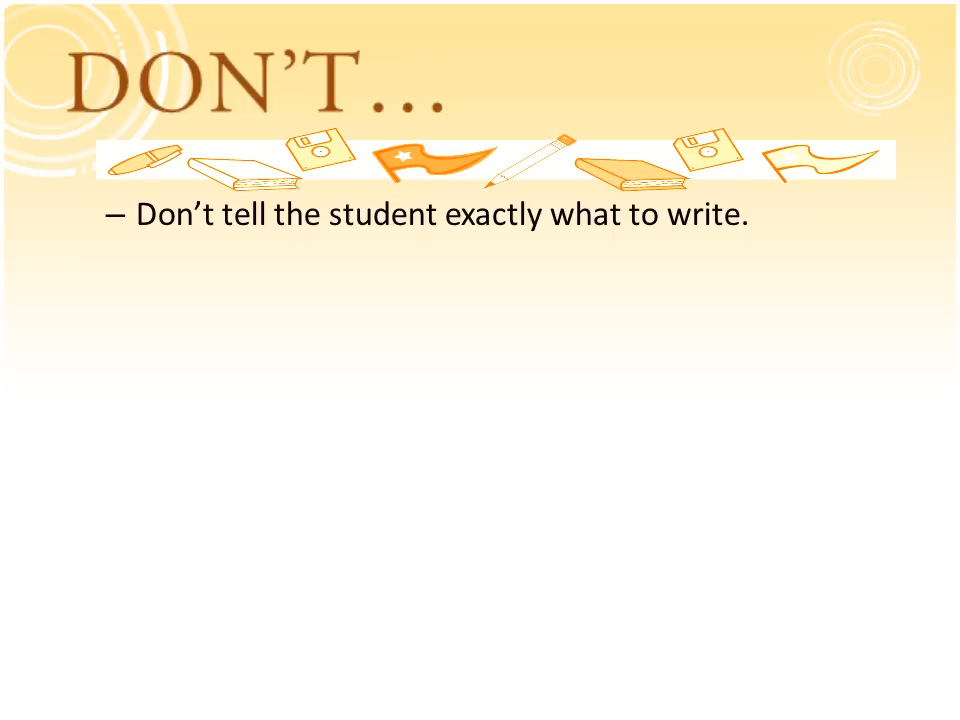 DON’T…
– Don’t tell the student exactly what to write.